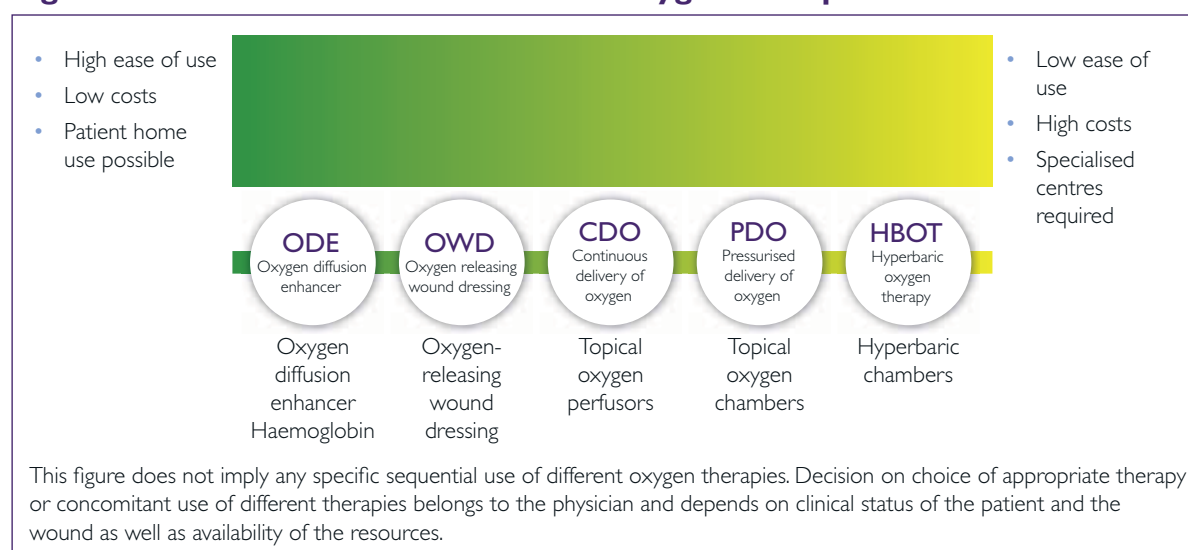 • High ease of use
• Low costs
• Patient home
use possible
• Low ease of
use
• High costs
• Specialised
centres
required
ODE
Oxygen diffusion
enhancer
OWD
Oxygen releasing
wound dressing
CDO
Continuous
delivery of
oxygen
PDO
Pressurised
delivery of
oxygen
HBOT
Hyperbaric
oxygen
therapy
Oxygen
diffusion
enhancer
Haemoglobin
Oxygen-
releasing
wound
dressing
Topical
oxygen
perfusors
Topical
oxygen
chambers
Hyperbaric
chambers
This figure does not imply any specific sequential use of different oxygen therapies. Decision on choice of appropriate therapy
or concomitant use of different therapies belongs to the physician and depends on clinical status of the patient and the
wound as well as availability of the resources.